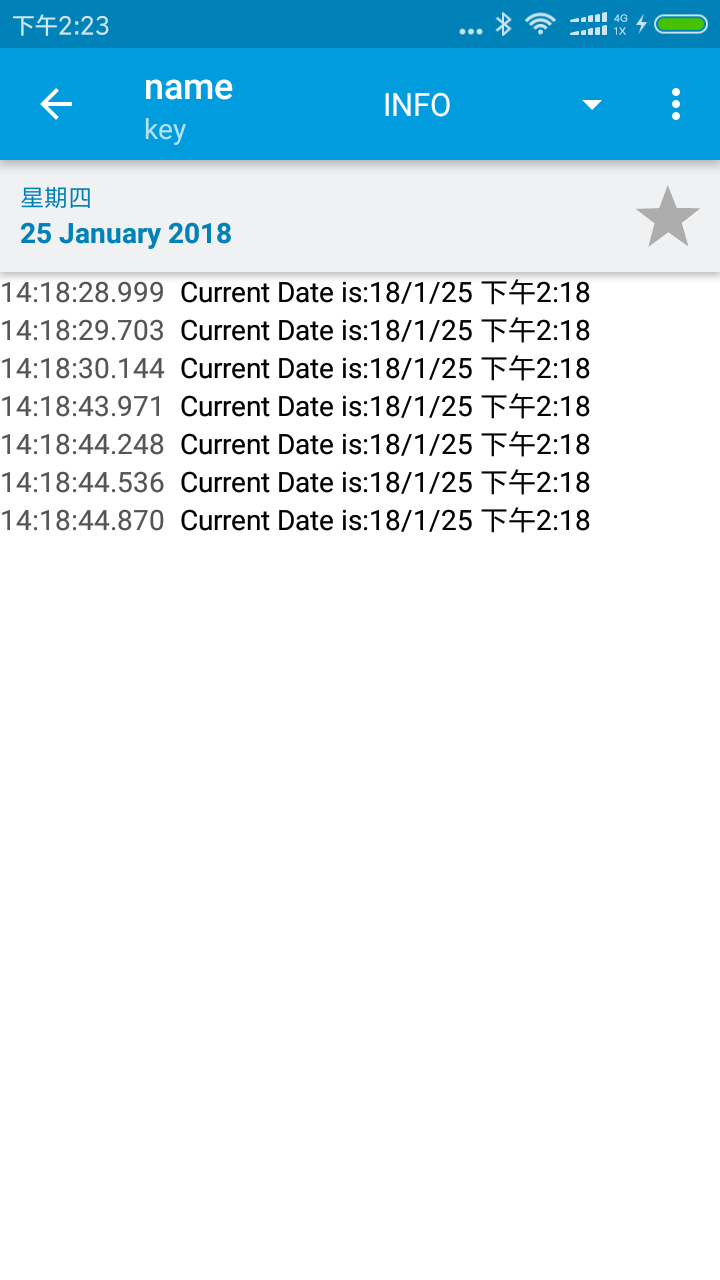 下午2:23
4G
1X
name
key
INFO
星期四
25 January 2018
14:18:28.999 Current Date is:18/1/25 下午2:18
14:18:29.703 Current Date is:18/1/25 下午2:18
14:18:30.144 Current Date is:18/1/25 下午2:18
14:18:43.971 Current Date is:18/1/25 下午2:18
14:18:44.248 Current Date is:18/1/25 下午2:18
14:18:44.536 Current Date is:18/1/25 下午2:18
14:18:44.870 Current Date is:18/1/25 下午2:18